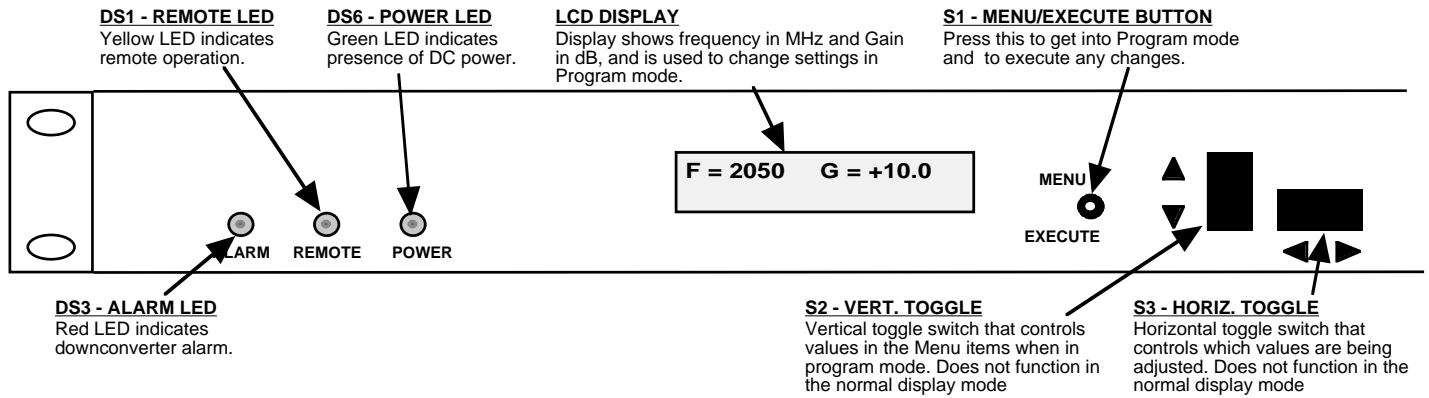 DS1 - REMOTE LED
Yellow LED indicates
remote operation.
DS6 - POWER LED
Green LED indicates
presence of DC power.
LCD DISPLAY
Display shows frequency in MHz and Gain
in dB, and is used to change settings in
Program mode.
S1 - MENU/EXECUTE BUTTON
Press this to get into Program mode
and to execute any changes.
F = 2050 G = +10.0
MENU
EXECUTE
ALARM
REMOTE
POWER
DS3 - ALARM LED
Red LED indicates
downconverter alarm.
S2 - VERT. TOGGLE
Vertical toggle switch that controls
values in the Menu items when in
program mode. Does not function in
the normal display mode
S3 - HORIZ. TOGGLE
Horizontal toggle switch that
controls which values are being
adjusted. Does not function in the
normal display mode